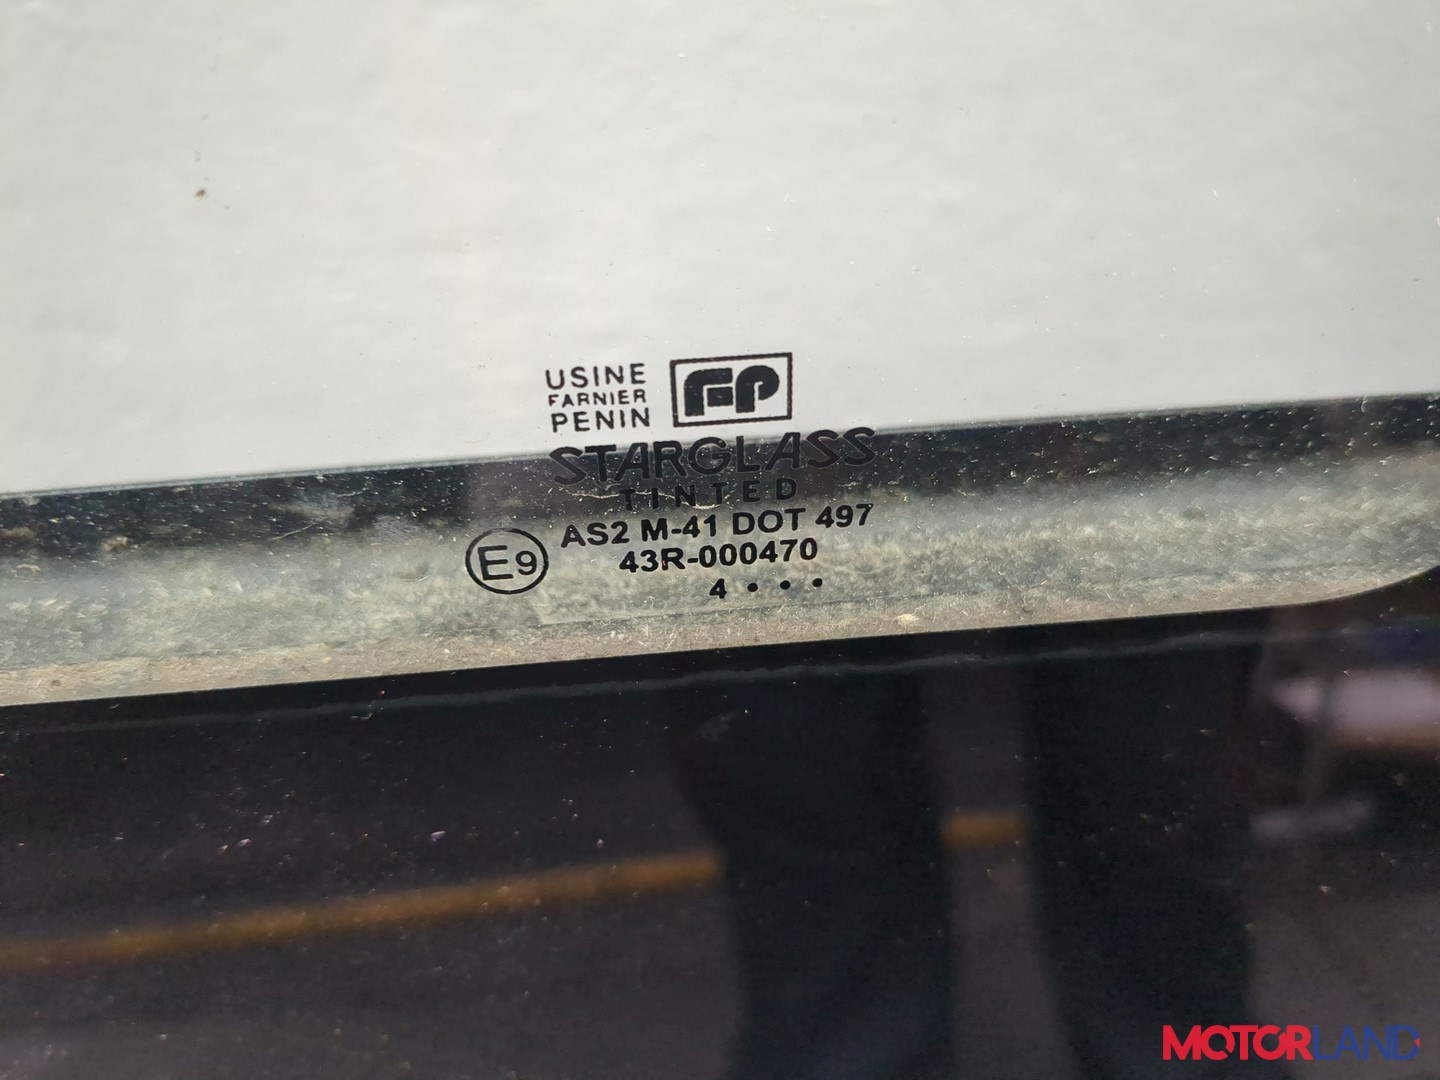 USINE
FARNIER
PENIN
FP
STARGLASS
TINTED
E9
AS2 M-41 DOT 497
43R-000470
4 • • •
MOTORLAND